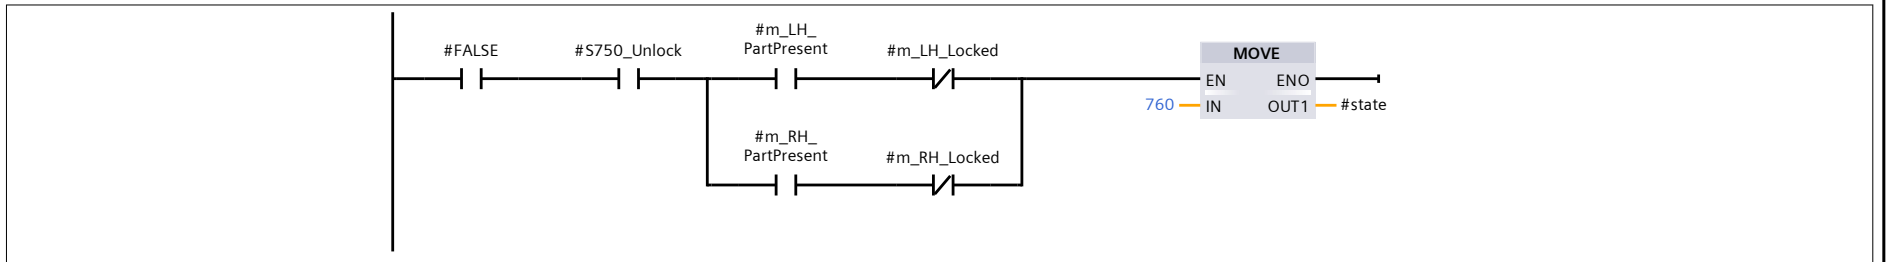 #FALSE
#S750_Unlock
#m_LH_
PartPresent
#m_LH_Locked
MOVE
EN
ENO
760
IN
OUT1
#state
#m_RH_
PartPresent
#m_RH_Locked